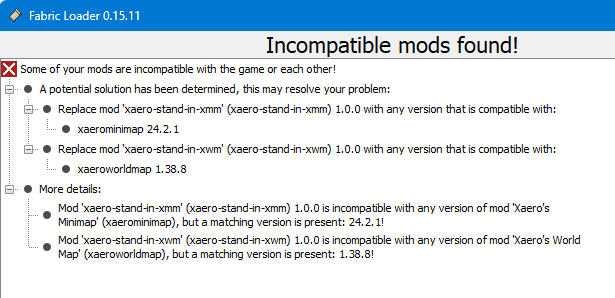 Fabric Loader 0.15.11
Incompatible mods found!
Some of your mods are incompatible with the game or each other!
A potential solution has been determined, this may resolve your problem:
Replace mod 'xaero-stand-in-xmm' (xaero-stand-in-xmm) 1.0.0 with any version that is compatible with:
xaerominimap 24.2.1
Replace mod 'xaero-stand-in-xwm' (xaero-stand-in-xwm) 1.0.0 with any version that is compatible with:
xaeroworldmap 1.38.8
More details:
Mod 'xaero-stand-in-xmm' (xaero-stand-in-xmm) 1.0.0 is incompatible with any version of mod 'Xaero's
Minimap' (xaerominimap), but a matching version is present: 24.2.1!
Mod 'xaero-stand-in-xwm' (xaero-stand-in-xwm) 1.0.0 is incompatible with any version of mod 'Xaero's World
Map' (xaeroworldmap), but a matching version is present: 1.38.8!